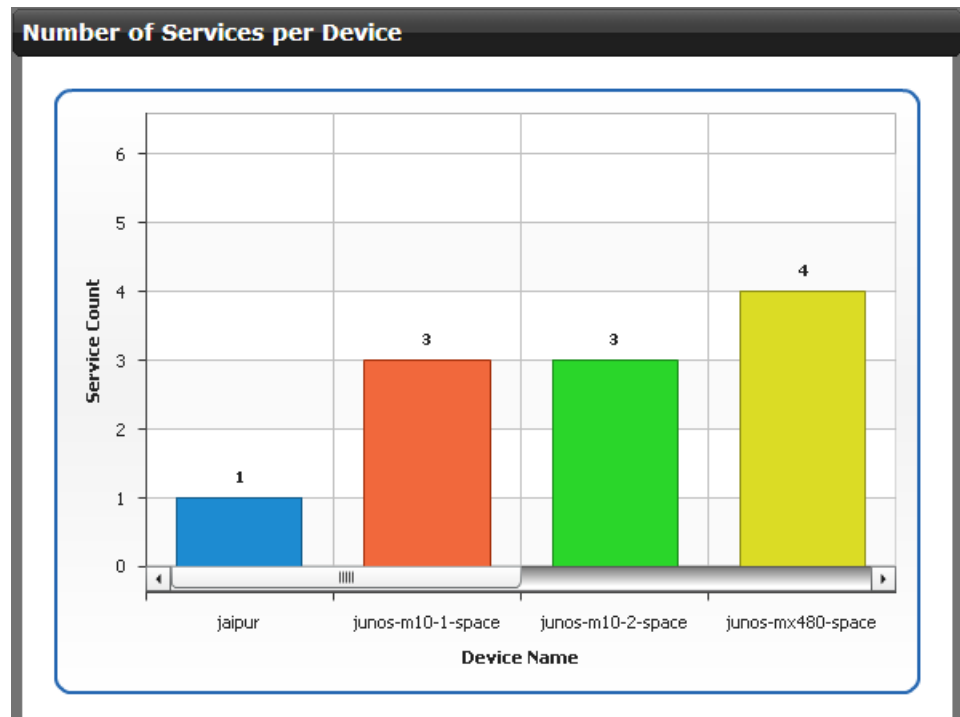 Number of Services per Device
6
5
4
3
2
1
0
Service Count
1
3
3
4
jaipur
junos-m10-1-space
junos-m10-2-space
junos-mx480-space
Device Name